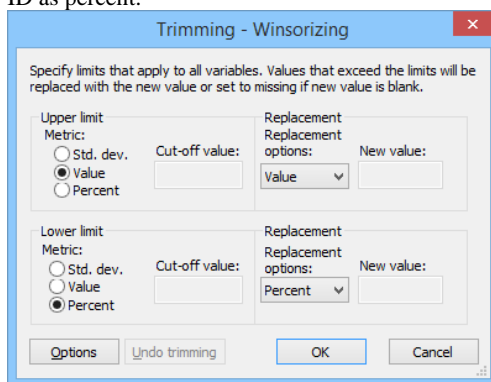 ID as percent.
Trimming - Winsorizing
Specify limits that apply to all variables. Values that exceed the limits will be
replaced with the new value or set to missing if new value is blank.
Upper limit
Metric:
Std. dev.
Value
Percent
Cut-off value:
Replacement
Replacement
options:
New value:
Value
Lower limit
Metric:
Std. dev.
Value
Percent
Cut-off value:
Replacement
Replacement
options:
New value:
Percent
Options
Undo trimming
OK
Cancel